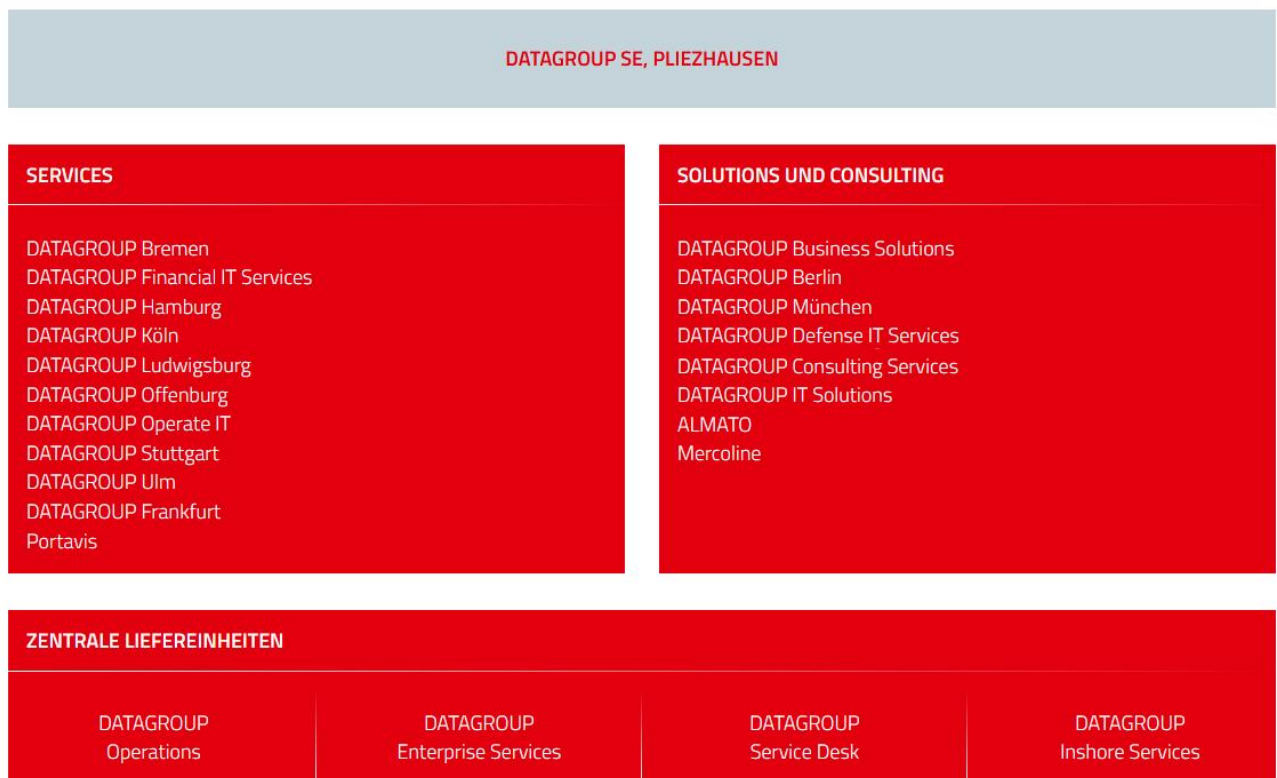 DATAGROUP SE, PLIEZHAUSEN
SERVICES
DATAGROUP Bremen
DATAGROUP Financial IT Services
DATAGROUP Hamburg
DATAGROUP Köln
DATAGROUP Ludwigsburg
DATAGROUP Offenburg
DATAGROUP Operate IT
DATAGROUP Stuttgart
DATAGROUP Ulm
DATAGROUP Frankfurt
Portavis
SOLUTIONS UND CONSULTING
DATAGROUP Business Solutions
DATAGROUP Berlin
DATAGROUP München
DATAGROUP Defense IT Services
DATAGROUP Consulting Services
DATAGROUP IT Solutions
ALMATO
Mercoline
ZENTRALE LIEFEREINHEITEN
DATAGROUP
Operations
DATAGROUP
Enterprise Services
DATAGROUP
Service Desk
DATAGROUP
Inshore Services